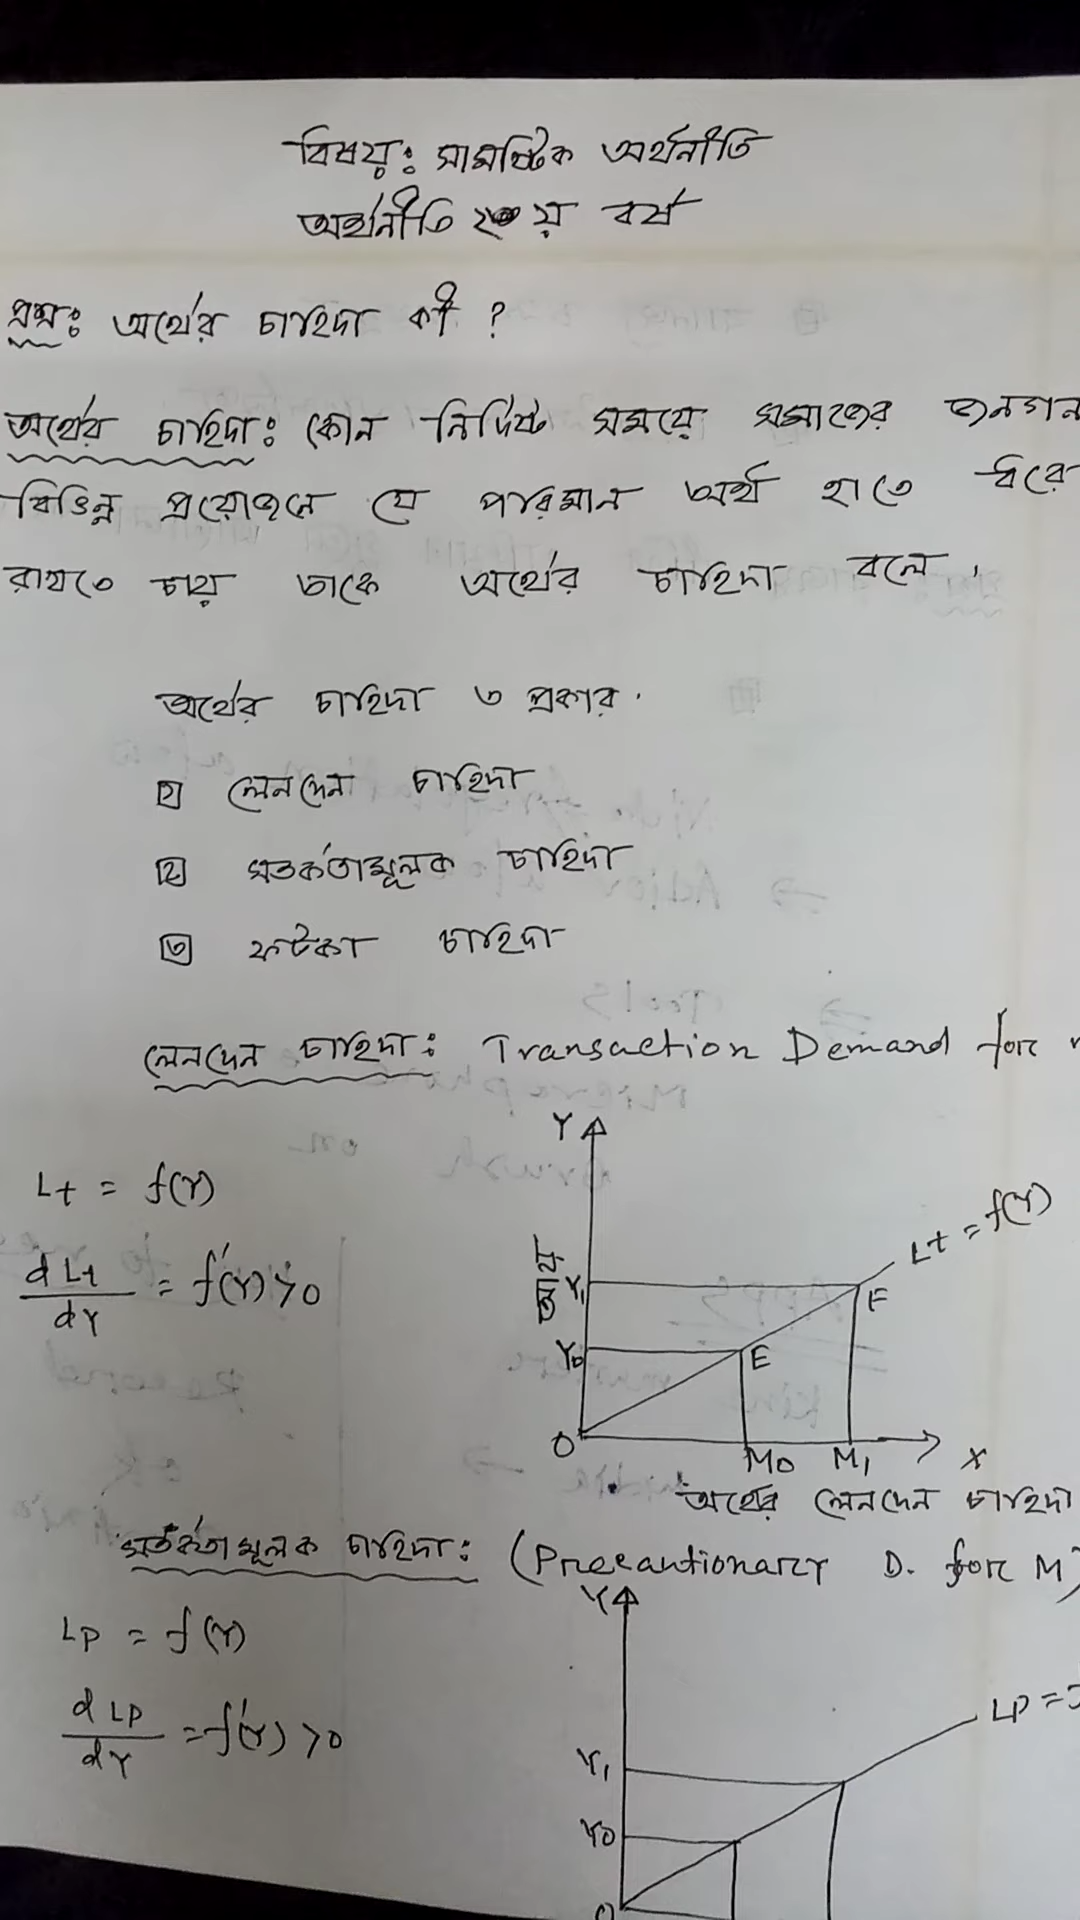 বিষয়ঃ সামষ্টিক অর্থনীতি
অর্থনীতি ২য় বর্ষ
প্রশ্নঃ অর্থের চাহিদা কী ?
অর্থের চাহিদাঃ কোন নির্দিষ্ট সময়ে সমাজের জনগন
বিভিন্ন প্রয়োজনে যে পরিমান অর্থ হাতে ধরে
রাখতে চায় তাকে অর্থের চাহিদা বলে।
অর্থের চাহিদা ৩ প্রকার.
১ লেনদেন চাহিদা
২ সতর্কতামূলক চাহিদা
৩ ফটকা চাহিদা
লেনদেন চাহিদাঃ Transaction Demand for
Lt = f(Y)
dLt/dY = f'(Y) > 0
Y
আয়
Y1
Y0
O
E
F
Lt = f(Y)
M0 M1 X
অর্থের লেনদেন চাহিদা
সতর্কতামূলক চাহিদাঃ (Precautionary D. for M)
LP = f(Y)
dLP/dY = f'(Y) > 0
Y
Y1
Y0
O
LP =